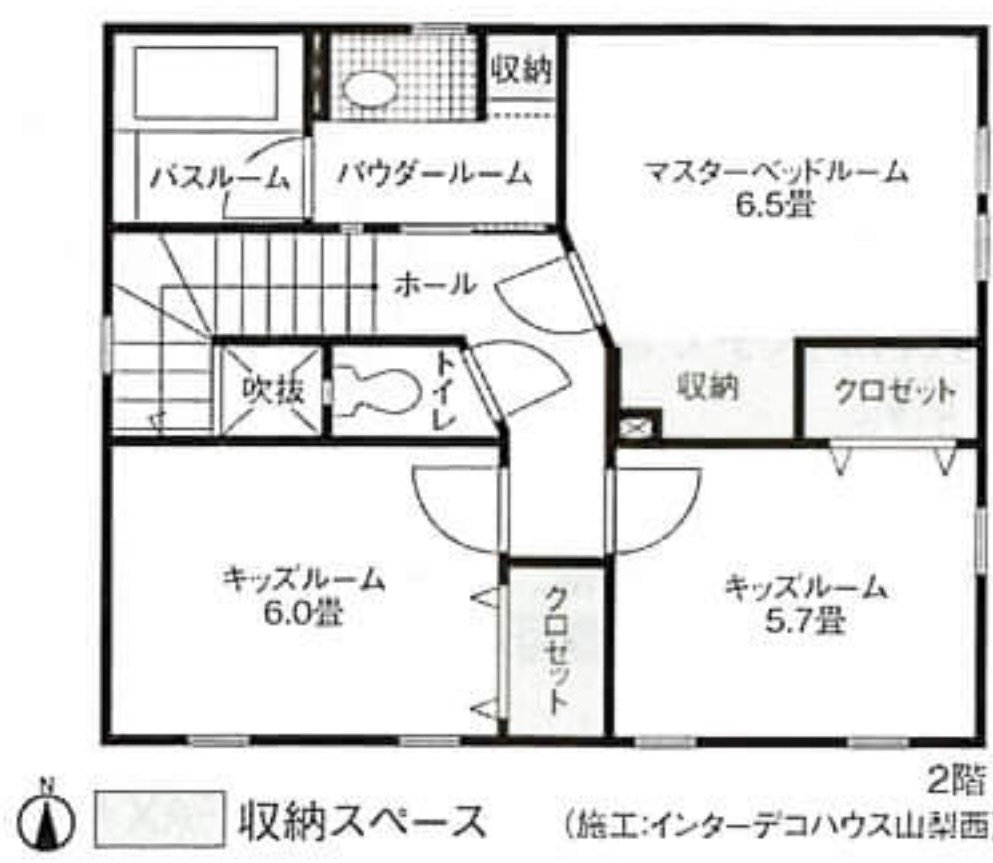 収納
バスルーム
パウダールーム
マスターベッドルーム
6.5畳
ホール
吹抜
トイレ
収納
クロゼット
キッズルーム
6.0畳
クロゼット
キッズルーム
5.7畳
2階
N
収納スペース
(施工:インターデコハウス山梨西